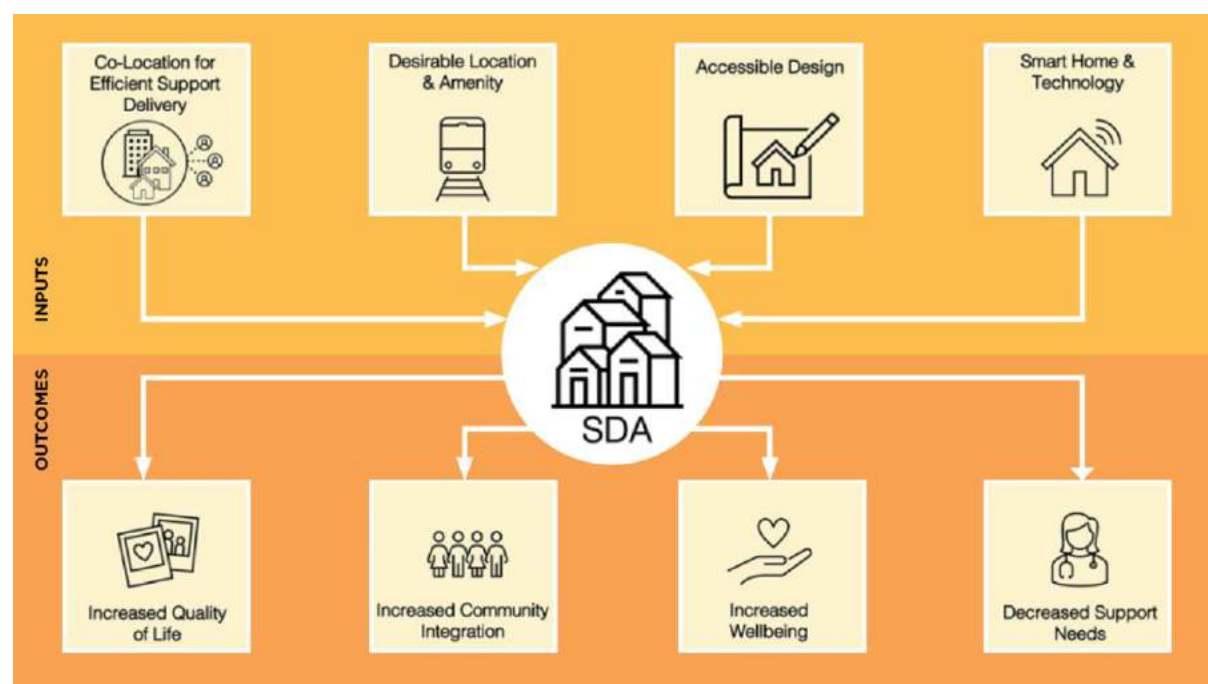 Co-Location for
Efficient Support
Delivery
Desirable Location
& Amenity
Accessible Design
Smart Home &
Technology
INPUTS
SDA
OUTCOMES
Increased Quality
of Life
Increased Community
Integration
Increased
Wellbeing
Decreased Support
Needs